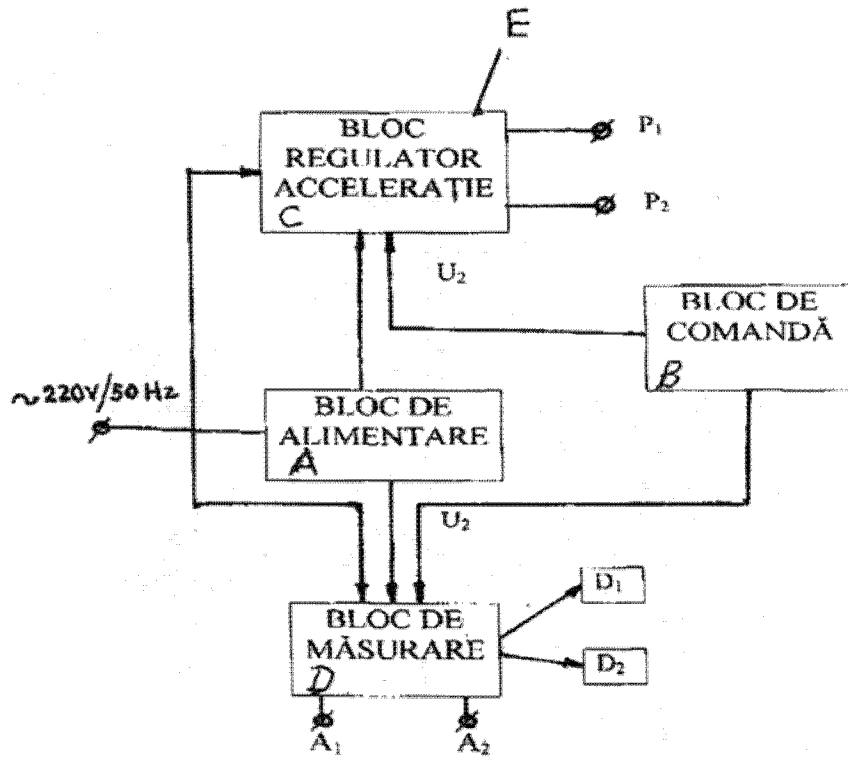 E
BLOC
REGULATOR
ACCELERAȚIE
C
P₁
P₂
U₂
BLOC DE
COMANDĂ
B
~220V/50 Hz
BLOC DE
ALIMENTARE
A
U₂
BLOC DE
MĂSURARE
D
D₁
D₂
A₁
A₂